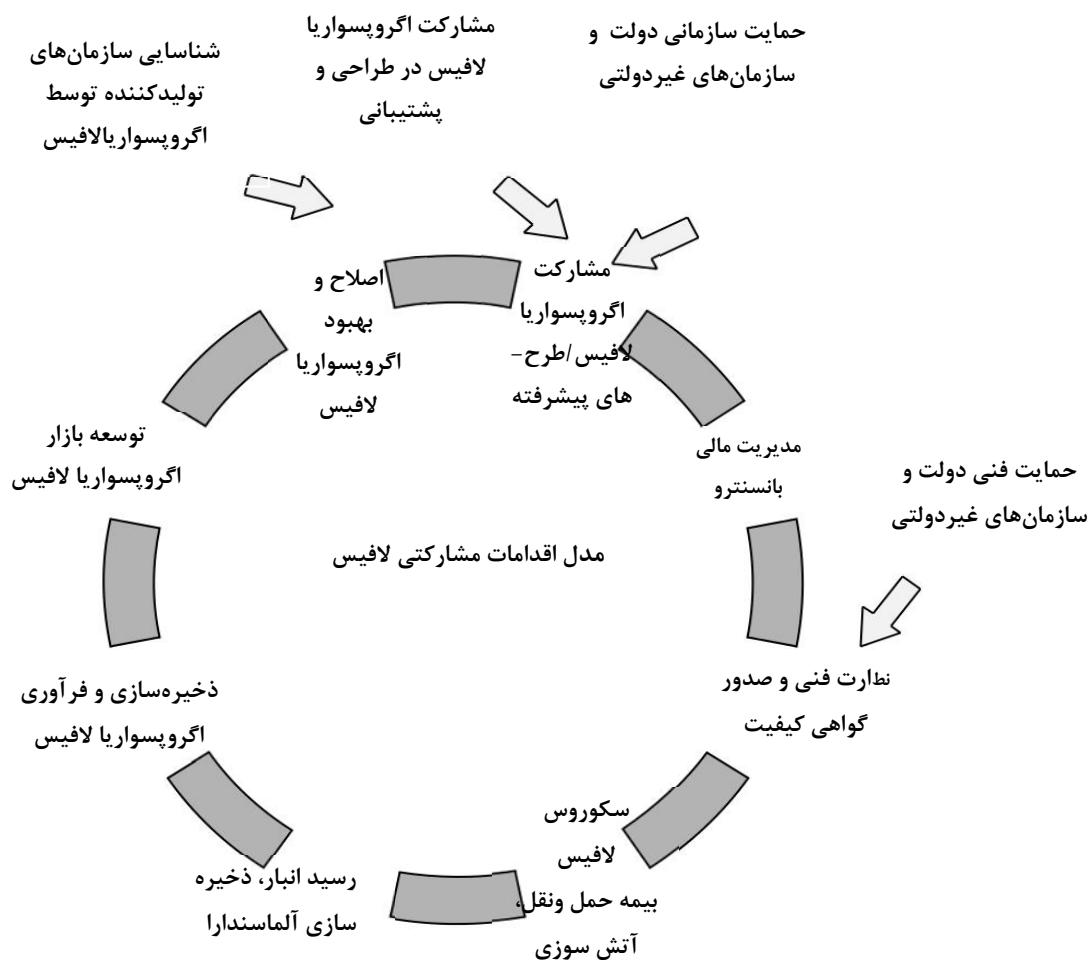 شناسایی سازمان‌های
تولیدکننده توسط
اگروپسواریالافیس
مشارکت اگروپسواریا
لافیس در طراحی و
پشتیبانی
حمایت سازمانی دولت و
سازمان‌های غیردولتی
مشارکت
اگروپسواریا
لافیس/طرح-
های پیشرفته
اصلاح و
بهبود
اگروپسواریا
لافیس
مدیریت مالی
بانسنترو
حمایت فنی دولت و
سازمان‌های غیردولتی
توسعه بازار
اگروپسواریا لافیس
مدل اقدامات مشارکتی لافیس
نظارت فنی و صدور
گواهی کیفیت
ذخیره‌سازی و فرآوری
اگروپسواریا لافیس
سکوروس
لافیس
بیمه حمل ونقل،
آتش سوزی
رسید انبار، ذخیره
سازی آلماسندارا